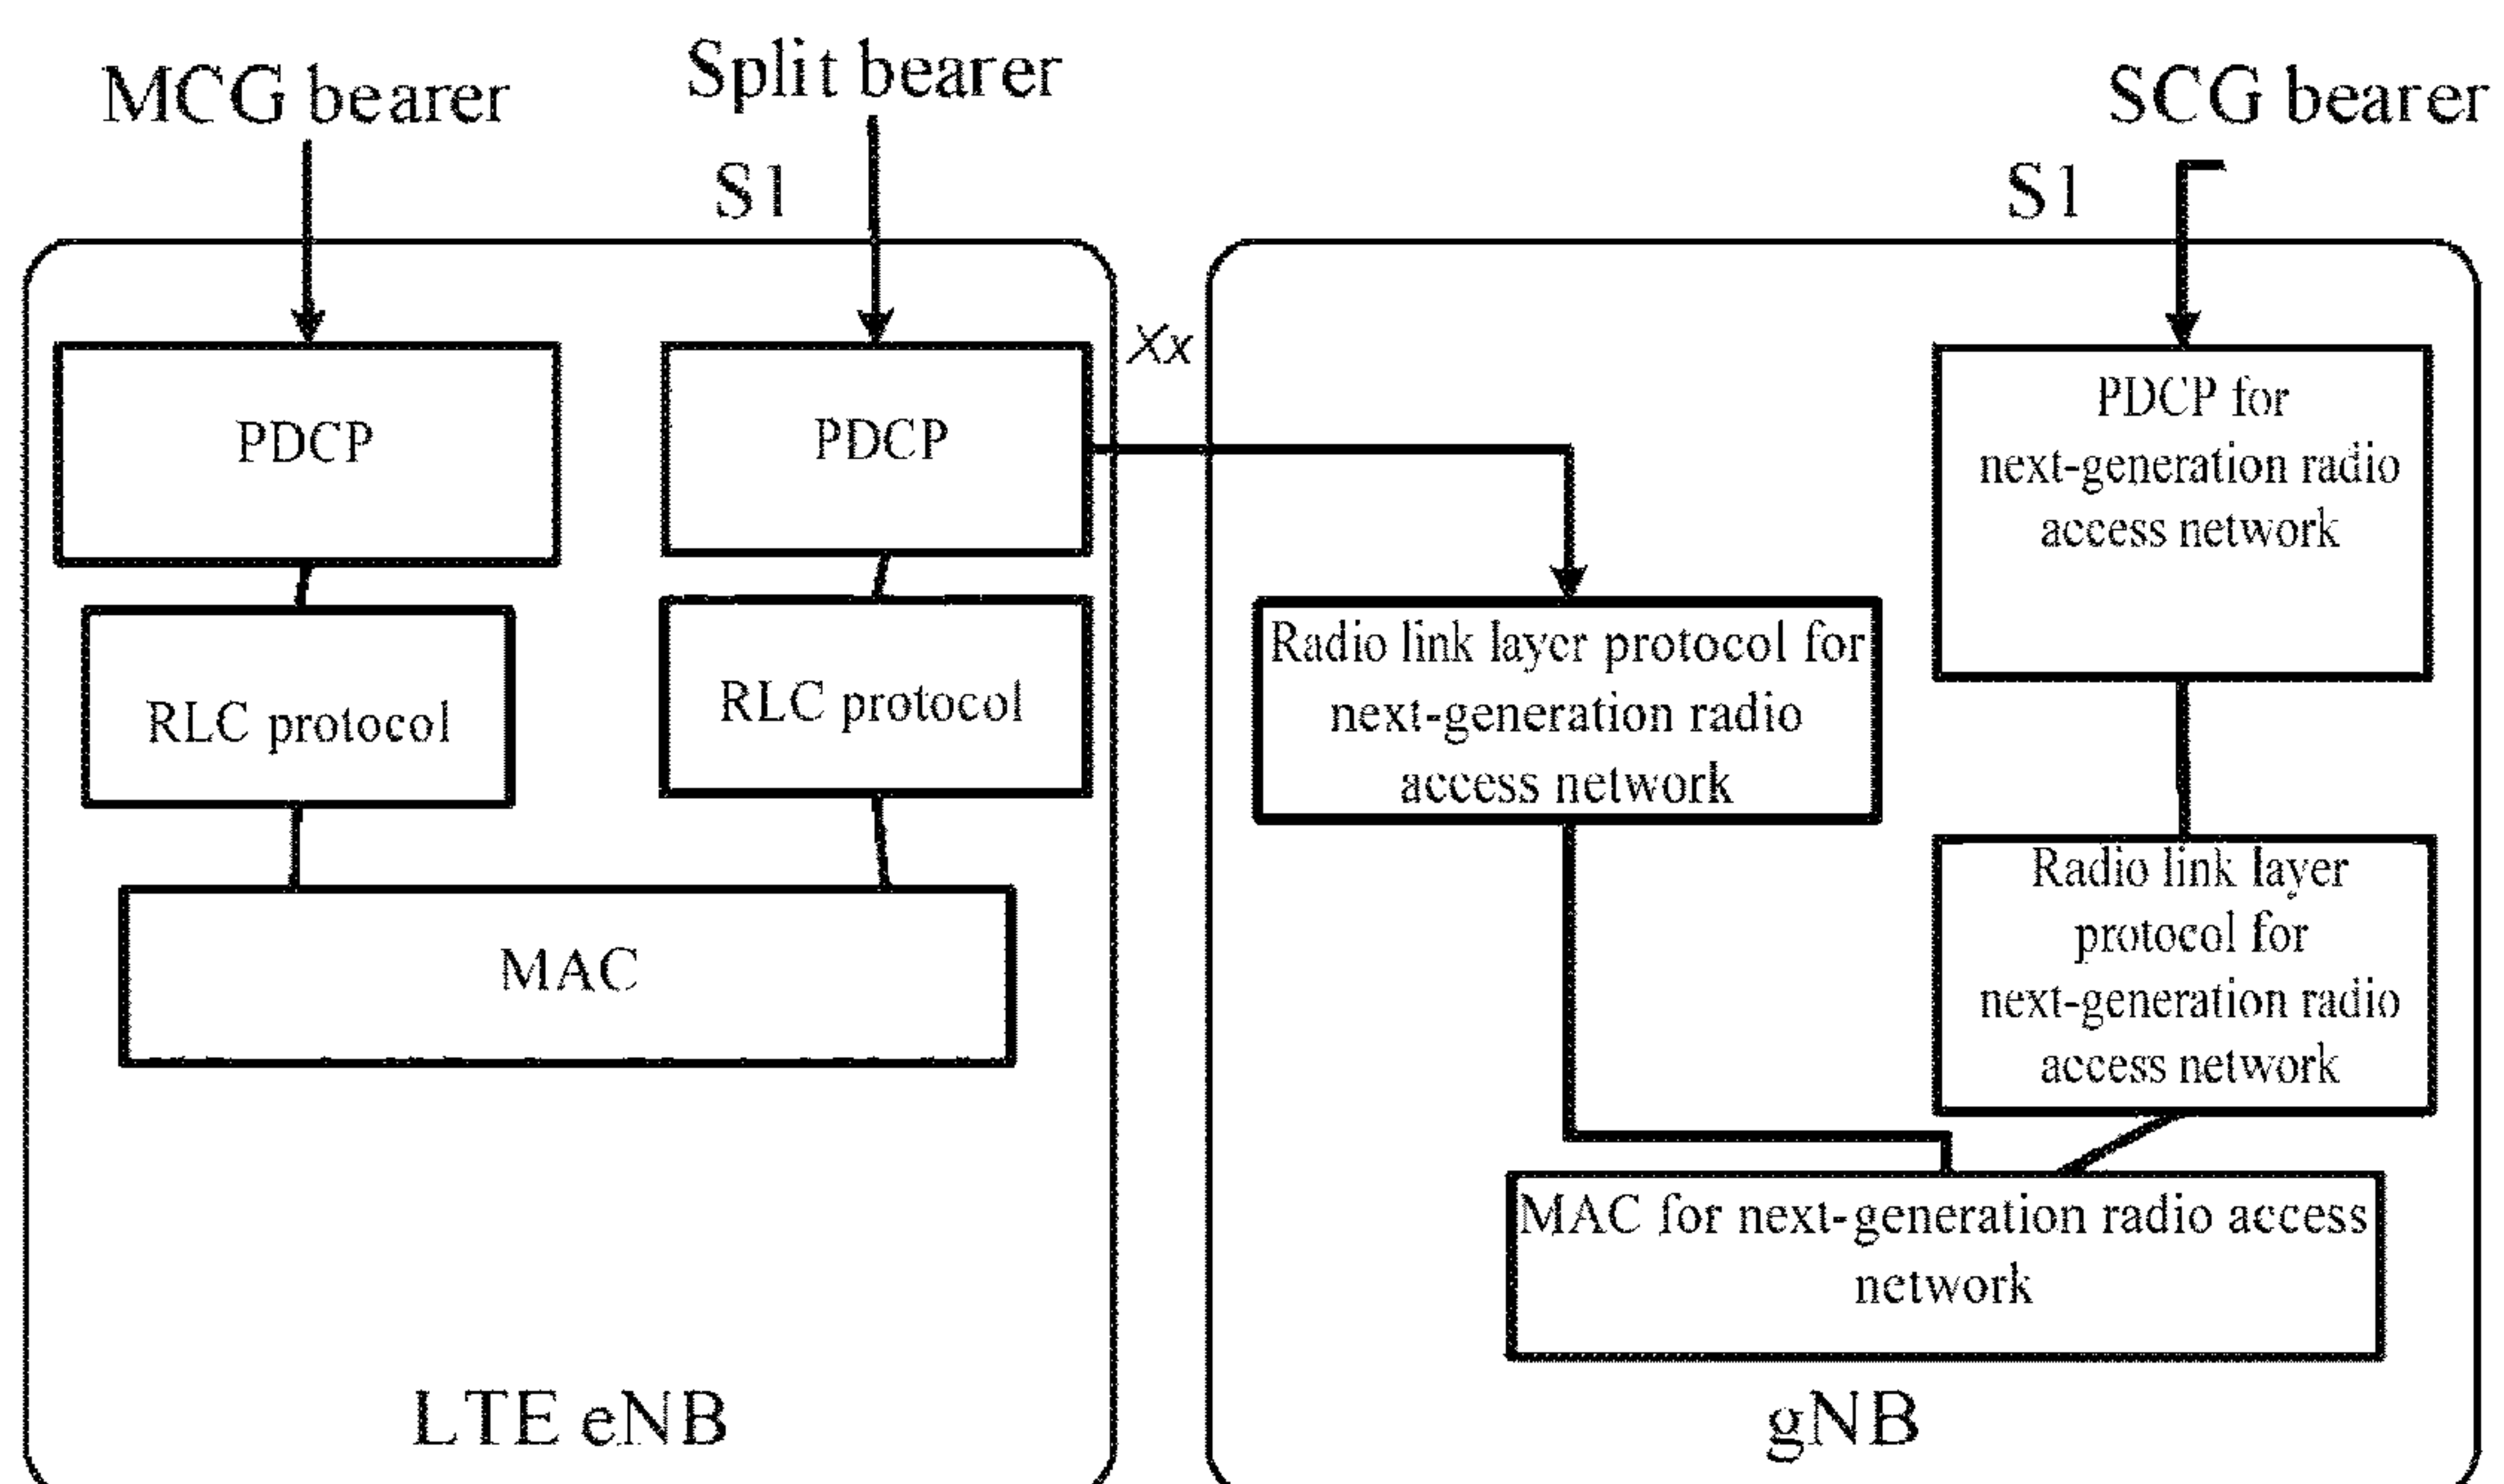 MCG bearer
Split bearer
SCG bearer
S1
S1
Xx
PDCP
PDCP
PDCP for
next-generation radio
access network
RLC protocol
RLC protocol
Radio link layer protocol for
next-generation radio
access network
Radio link layer
protocol for
next-generation radio
access network
MAC
MAC for next-generation radio access
network
LTE eNB
gNB